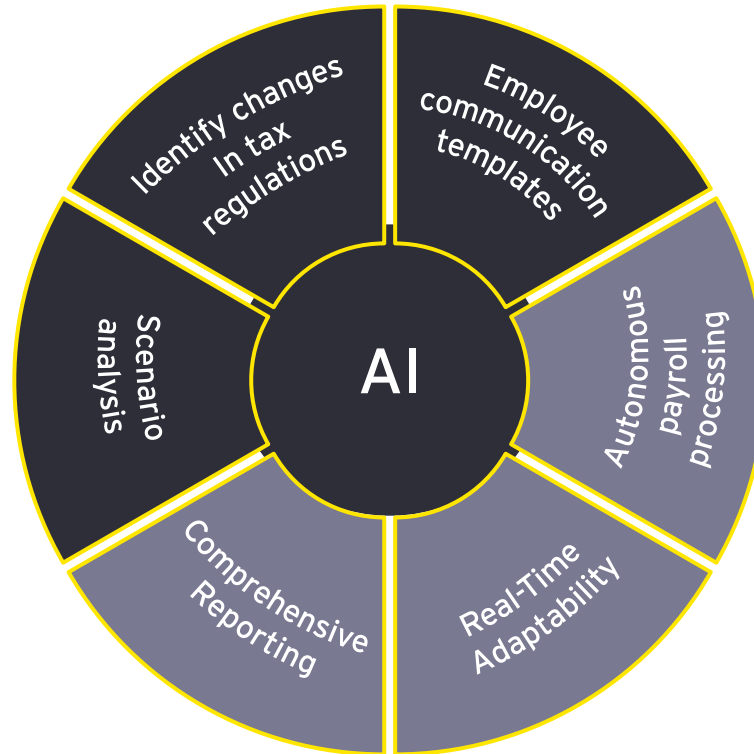 Identify changes
In tax
regulations
Employee
communication
templates
Scenario
analysis
AI
Autonomous
payroll
processing
Comprehensive
Reporting
Real-Time
Adaptability